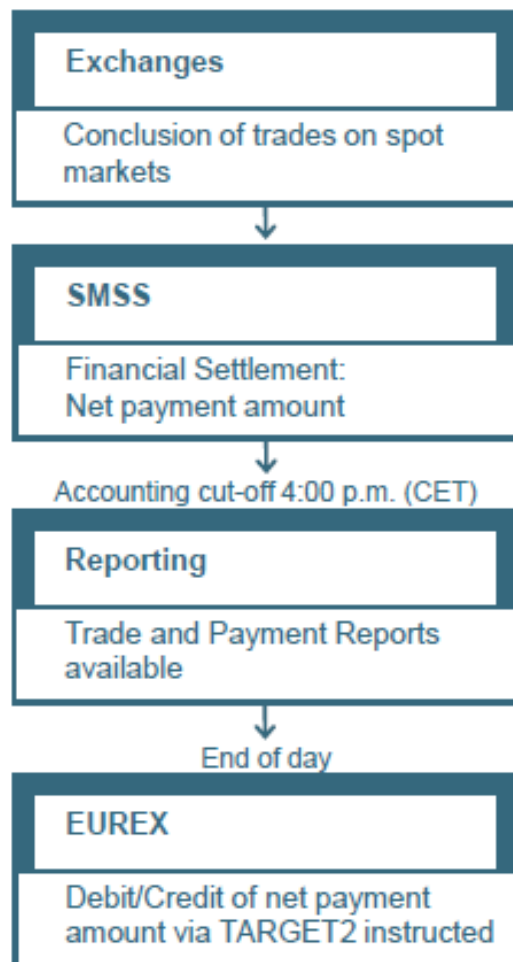 Exchanges
Conclusion of trades on spot
markets
SMSS
Financial Settlement:
Net payment amount
Accounting cut-off 4:00 p.m. (CET)
Reporting
Trade and Payment Reports
available
End of day
EUREX
Debit/Credit of net payment
amount via TARGET2 instructed